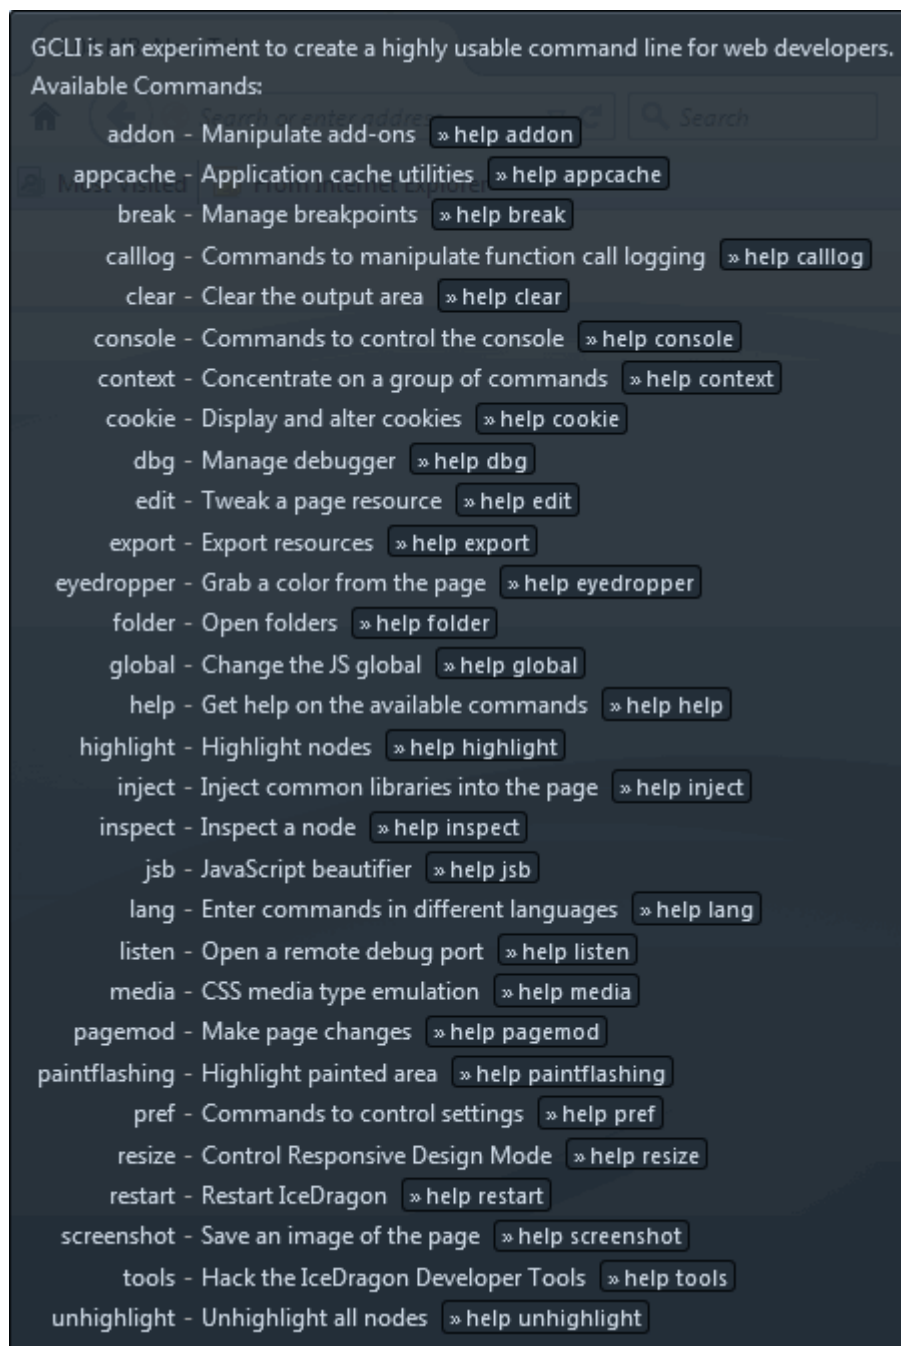 GCLI is an experiment to create a highly usable command line for web developers.
Available Commands:
Search or enter address
Search
addon - Manipulate add-ons » help addon
Most Visited From Internet Explorer
appcache - Application cache utilities » help appcache
break - Manage breakpoints » help break
calllog - Commands to manipulate function call logging » help calllog
clear - Clear the output area » help clear
console - Commands to control the console » help console
context - Concentrate on a group of commands » help context
cookie - Display and alter cookies » help cookie
dbg - Manage debugger » help dbg
edit - Tweak a page resource » help edit
export - Export resources » help export
eyedropper - Grab a color from the page » help eyedropper
folder - Open folders » help folder
global - Change the JS global » help global
help - Get help on the available commands » help help
highlight - Highlight nodes » help highlight
inject - Inject common libraries into the page » help inject
inspect - Inspect a node » help inspect
jsb - JavaScript beautifier » help jsb
lang - Enter commands in different languages » help lang
listen - Open a remote debug port » help listen
media - CSS media type emulation » help media
pagemod - Make page changes » help pagemod
paintflashing - Highlight painted area » help paintflashing
pref - Commands to control settings » help pref
resize - Control Responsive Design Mode » help resize
restart - Restart IceDragon » help restart
screenshot - Save an image of the page » help screenshot
tools - Hack the IceDragon Developer Tools » help tools
unhighlight - Unhighlight all nodes » help unhighlight